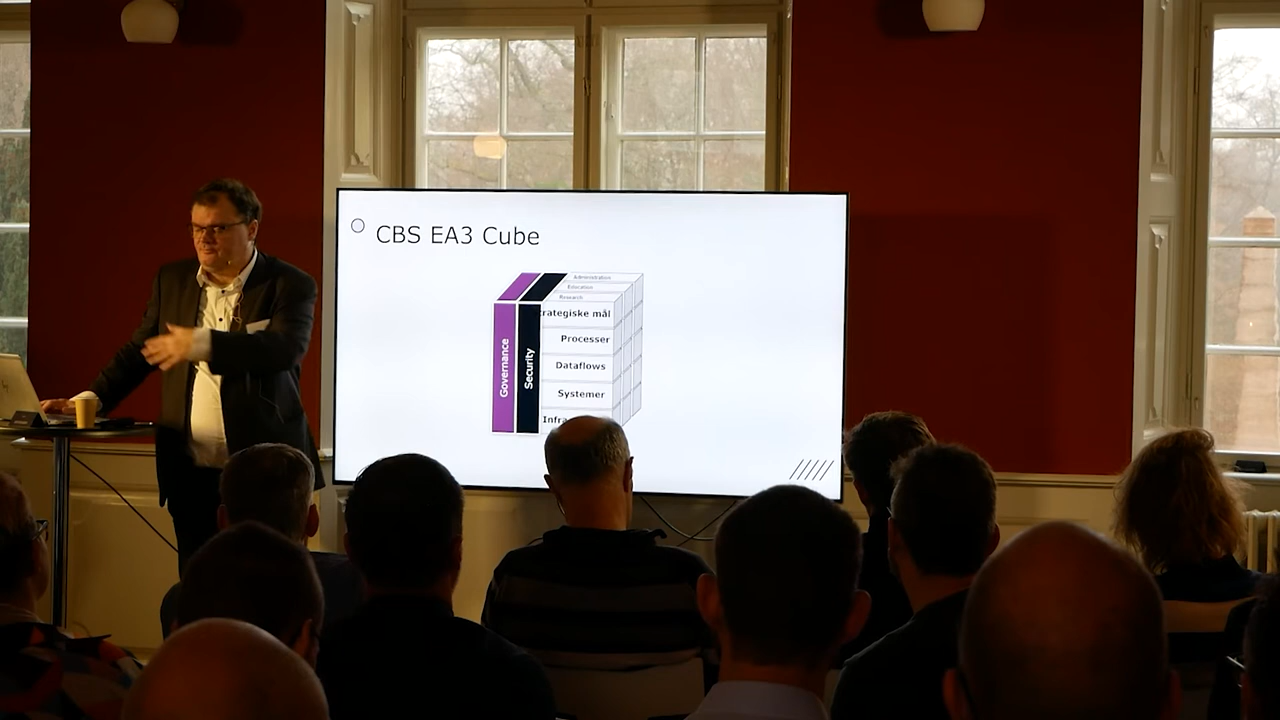 CBS EA3 Cube
Administration
Education
Research
Governance
Security
rategiske mål
Processer
Dataflows
Systemer
Infra